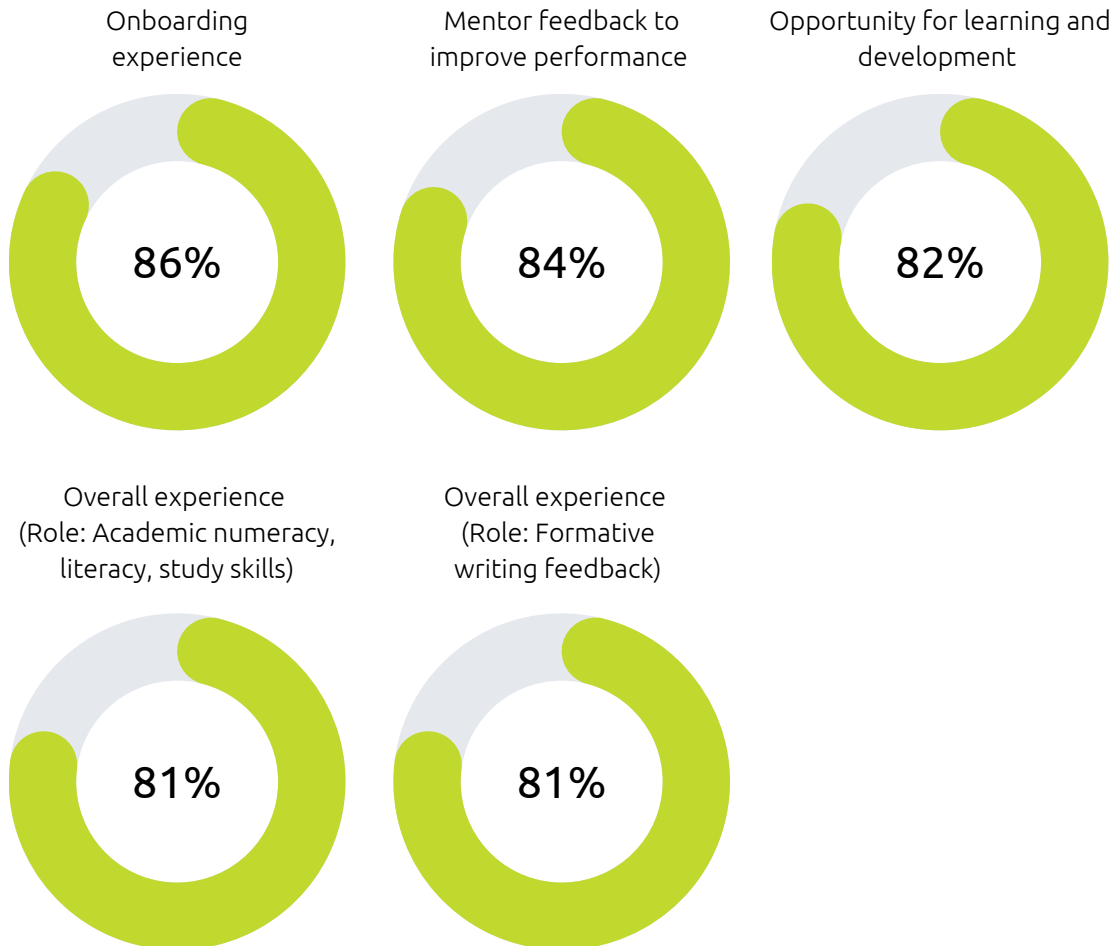 Onboarding
experience
86%
Mentor feedback to
improve performance
84%
Opportunity for learning and
development
82%
Overall experience
(Role: Academic numeracy,
literacy, study skills)
81%
Overall experience
(Role: Formative
writing feedback)
81%